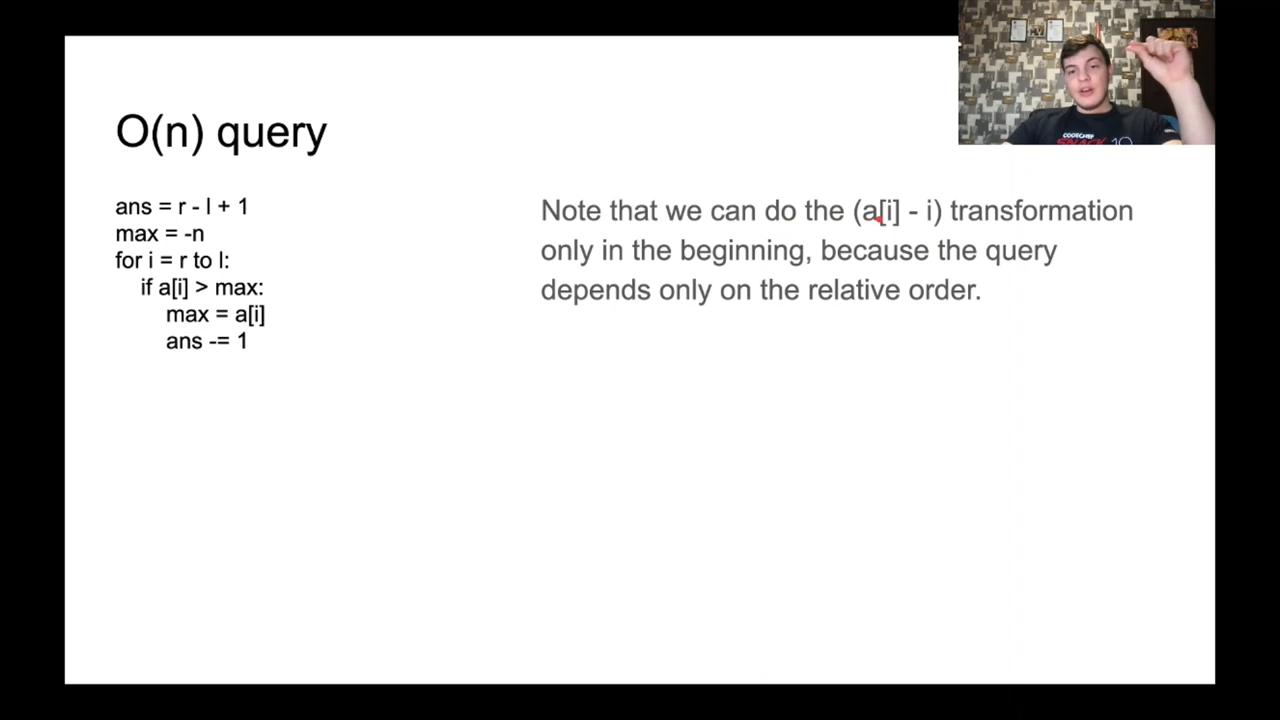 O(n) query
ans = r - l + 1
max = -n
for i = r to l:
if a[i] > max:
max = a[i]
ans -= 1
Note that we can do the (a[i] - i) transformation
only in the beginning, because the query
depends only on the relative order.
CODECHEF